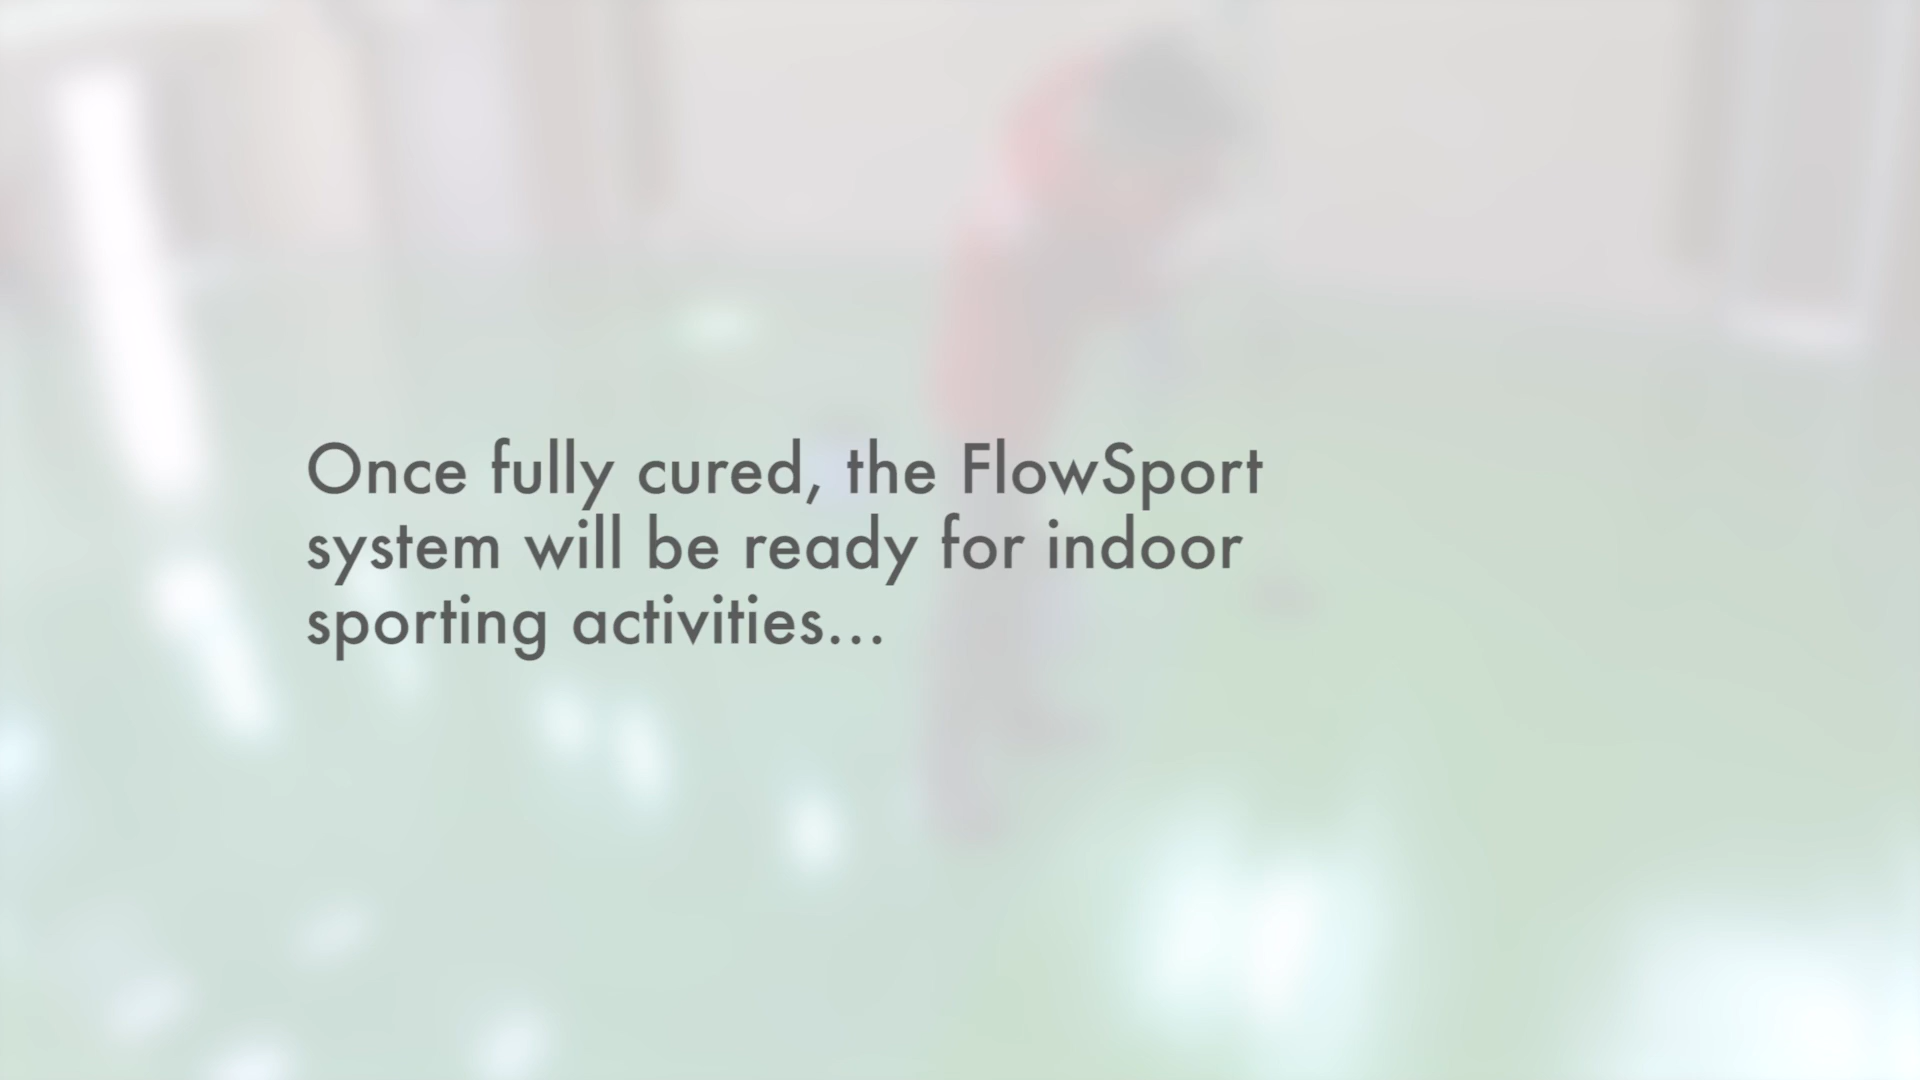 Once fully cured, the FlowSport
system will be ready for indoor
sporting activities...